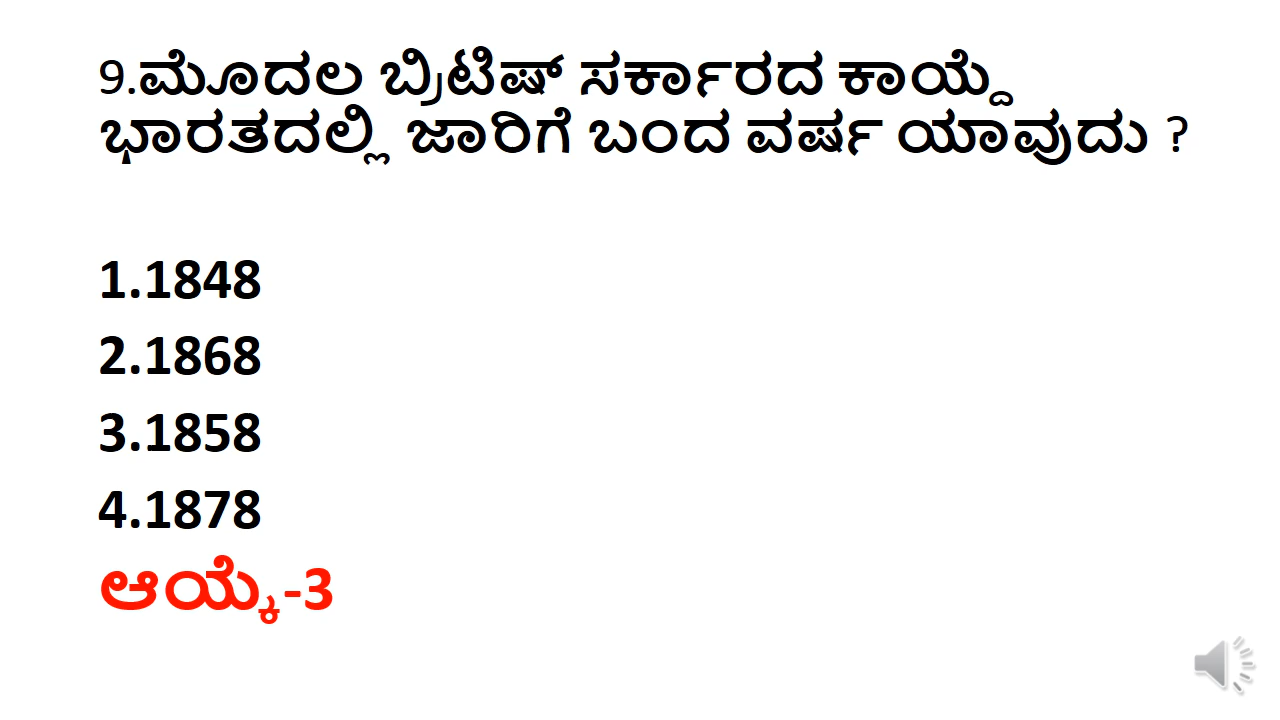 9.ಮೊದಲ ಬ್ರಿಟಿಷ್ ಸರ್ಕಾರದ ಕಾಯ್ದೆ
ಭಾರತದಲ್ಲಿ ಜಾರಿಗೆ ಬಂದ ವರ್ಷ ಯಾವುದು ?
1.1848
2.1868
3.1858
4.1878
ಆಯ್ಕೆ-3